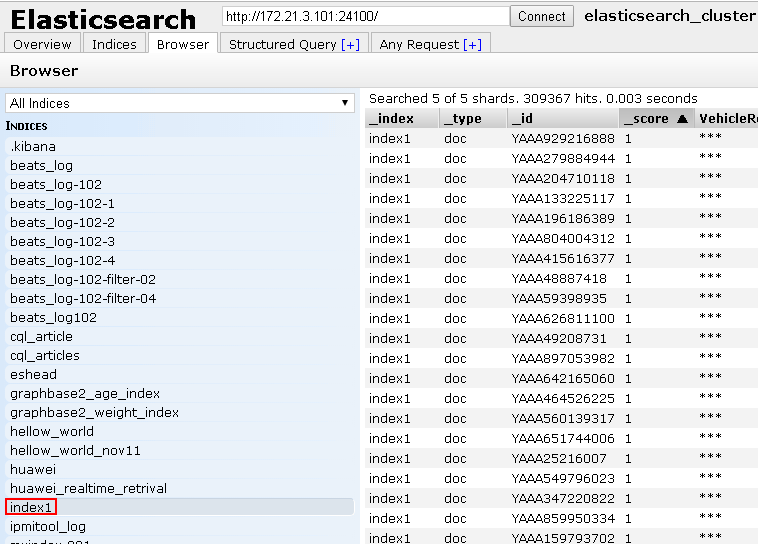 Elasticsearch http://172.21.3.101:24100/ Connect elasticsearch_cluster
Overview Indices Browser Structured Query [+] Any Request [+]
Browser
All Indices
INDICES
.kibana
beats_log
beats_log-102
beats_log-102-1
beats_log-102-2
beats_log-102-3
beats_log-102-4
beats_log-102-filter-02
beats_log-102-filter-04
beats_log102
cql_article
cql_articles
eshead
graphbase2_age_index
graphbase2_weight_index
hellow_world
hellow_world_nov11
huawei
huawei_realtime_retrival
index1
ipmitool_log
Searched 5 of 5 shards. 309367 hits. 0.003 seconds
_index _type _id _score ▲ VehicleRe
index1 doc YAAA929216888 1 ***
index1 doc YAAA279884944 1 ***
index1 doc YAAA204710118 1 ***
index1 doc YAAA133225117 1 ***
index1 doc YAAA196186389 1 ***
index1 doc YAAA804004312 1 ***
index1 doc YAAA415616377 1 ***
index1 doc YAAA48887418 1 ***
index1 doc YAAA59398935 1 ***
index1 doc YAAA626811100 1 ***
index1 doc YAAA49208731 1 ***
index1 doc YAAA897053982 1 ***
index1 doc YAAA642165060 1 ***
index1 doc YAAA464526225 1 ***
index1 doc YAAA560139317 1 ***
index1 doc YAAA651744006 1 ***
index1 doc YAAA25216007 1 ***
index1 doc YAAA549796023 1 ***
index1 doc YAAA347220822 1 ***
index1 doc YAAA859950334 1 ***
index1 doc YAAA159793702 1 ***